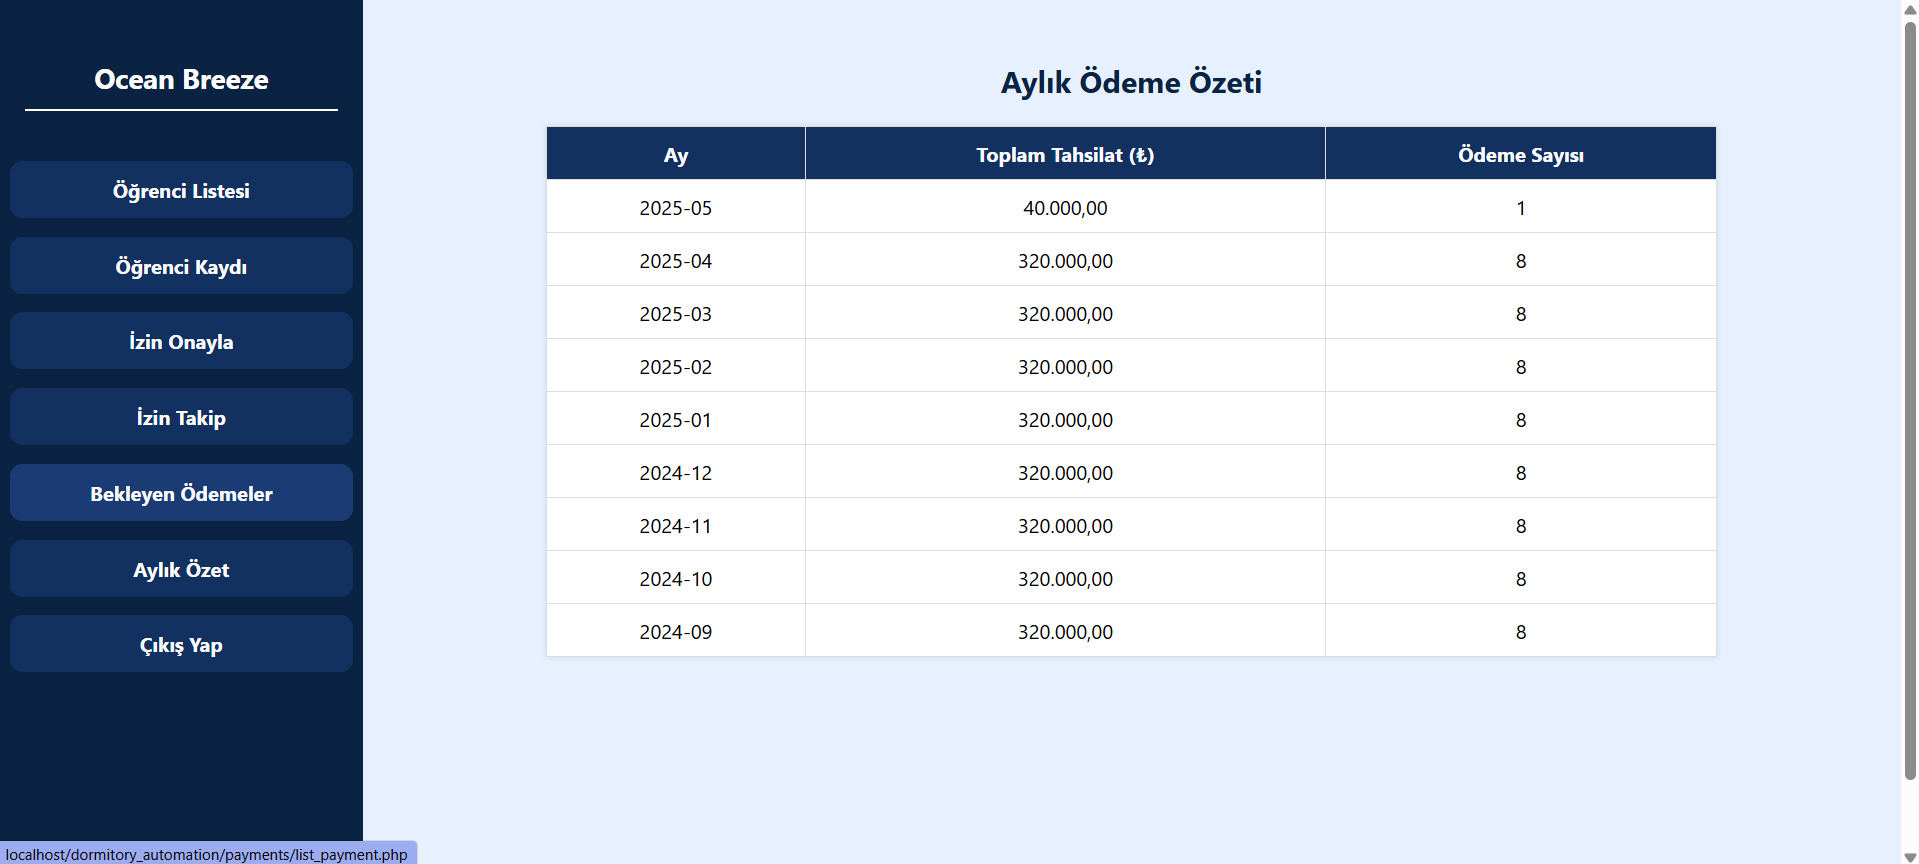 Ocean Breeze
Öğrenci Listesi
Öğrenci Kaydı
İzin Onayla
İzin Takip
Bekleyen Ödemeler
Aylık Özet
Çıkış Yap
Aylık Ödeme Özeti
Ay Toplam Tahsilat (₺) Ödeme Sayısı
2025-05 40.000,00 1
2025-04 320.000,00 8
2025-03 320.000,00 8
2025-02 320.000,00 8
2025-01 320.000,00 8
2024-12 320.000,00 8
2024-11 320.000,00 8
2024-10 320.000,00 8
2024-09 320.000,00 8
localhost/dormitory_automation/payments/list_payment.php